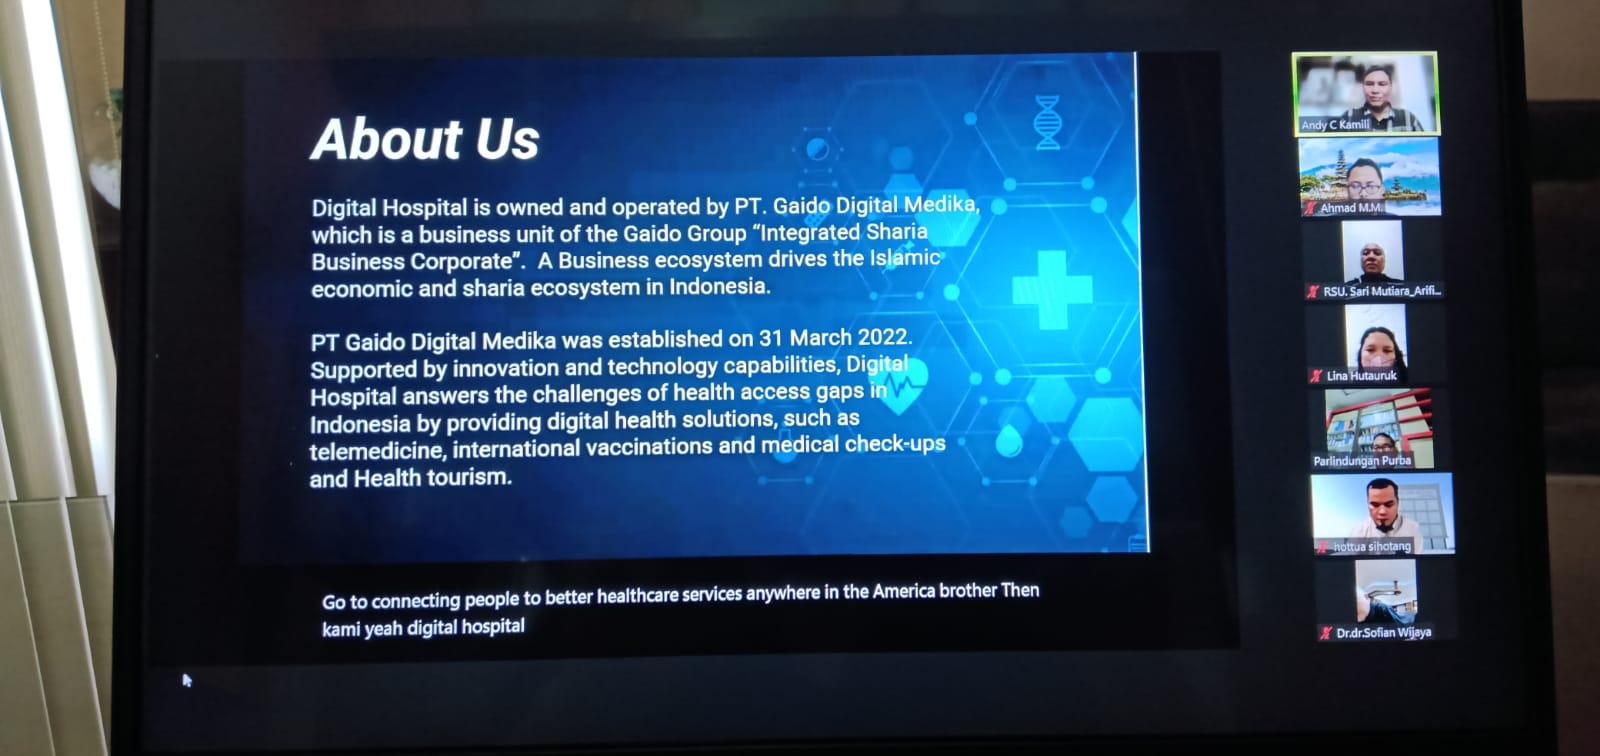 About Us
Digital Hospital is owned and operated by PT. Gaido Digital Medika,
which is a business unit of the Gaido Group “Integrated Sharia
Business Corporate”. A Business ecosystem drives the Islamic
economic and sharia ecosystem in Indonesia.
PT Gaido Digital Medika was established on 31 March 2022.
Supported by innovation and technology capabilities, Digital
Hospital answers the challenges of health access gaps in
Indonesia by providing digital health solutions, such as
telemedicine, international vaccinations and medical check-ups
and Health tourism.
Go to connecting people to better healthcare services anywhere in the America brother Then
kami yeah digital hospital
Andy C Kamili
Ahmad M.M.
RSU. Sari Mutiara_Arifi...
Lina Hutauruk
Parlindungan Purba
hottua sihotang
Dr.dr.Sofian Wijaya